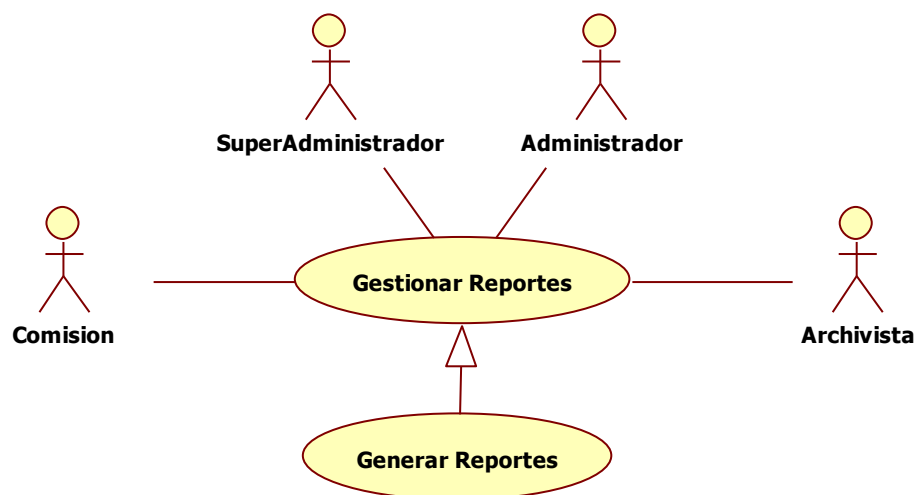 SuperAdministrador
Administrador
Comision
Gestionar Reportes
Archivista
Generar Reportes